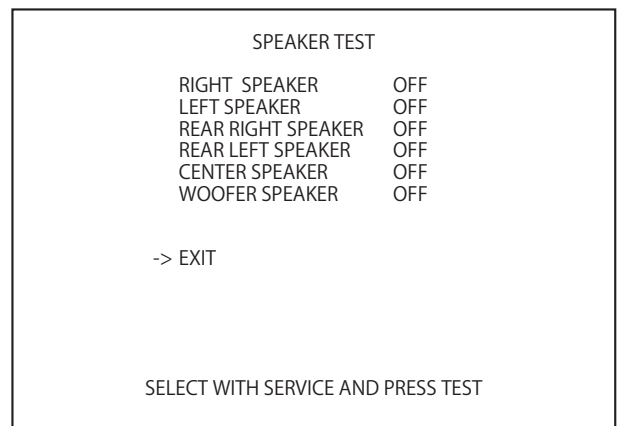 SPEAKER TEST
RIGHT SPEAKER OFF
LEFT SPEAKER OFF
REAR RIGHT SPEAKER OFF
REAR LEFT SPEAKER OFF
CENTER SPEAKER OFF
WOOFER SPEAKER OFF
-> EXIT
SELECT WITH SERVICE AND PRESS TEST